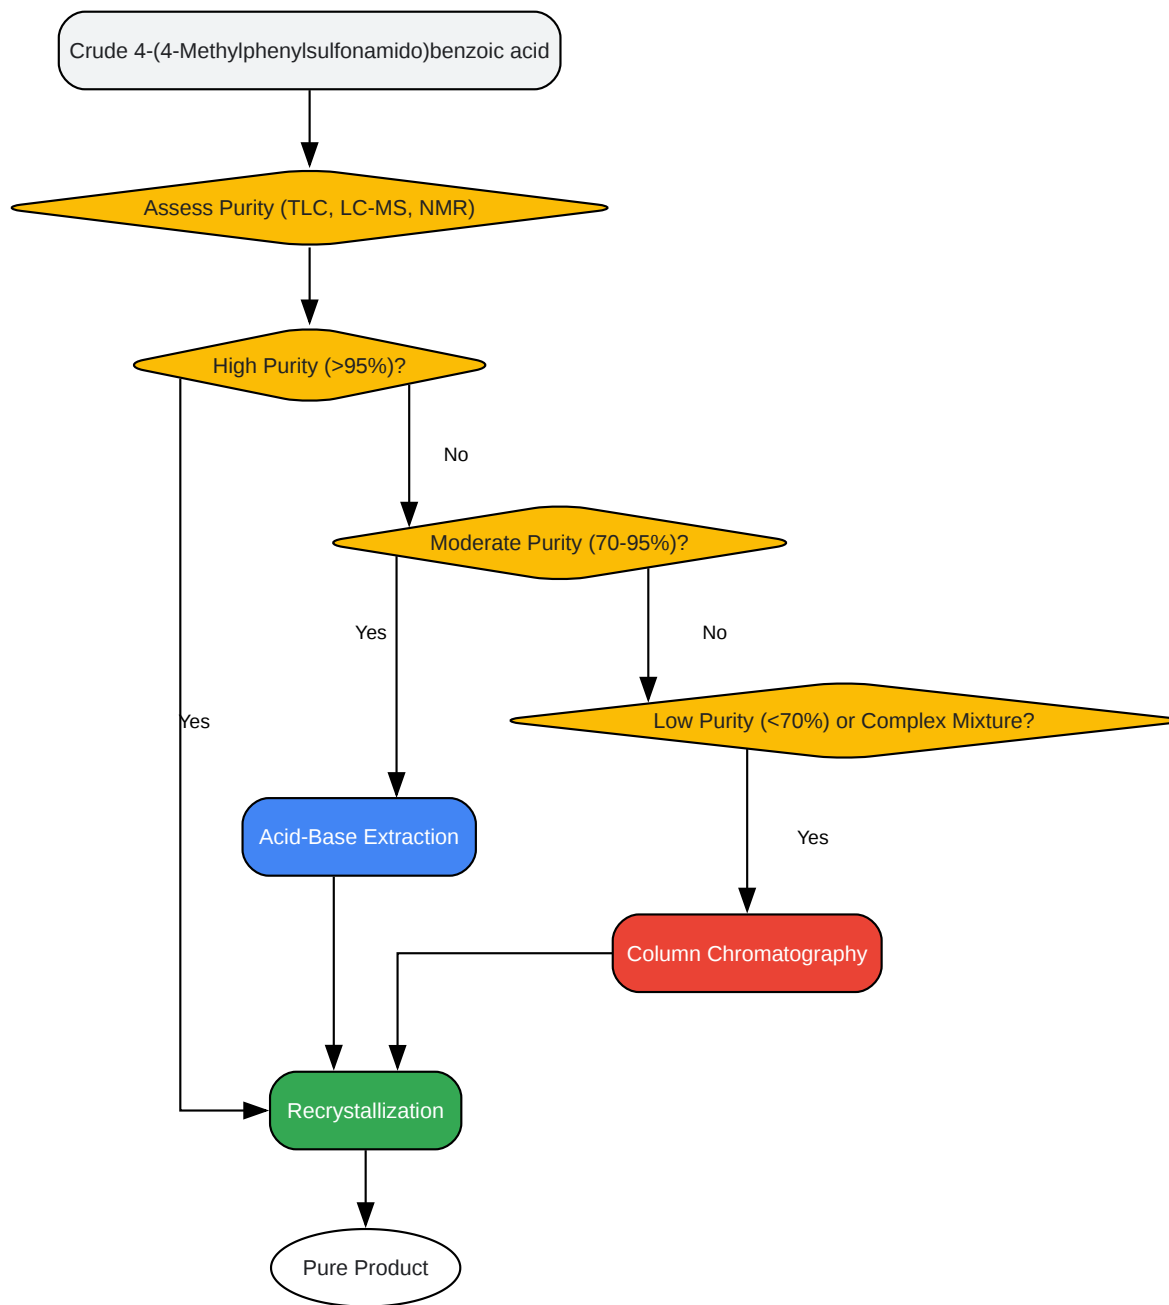 Crude 4-(4-Methylphenylsulfonamido)benzoic acid
Assess Purity (TLC, LC-MS, NMR)
High Purity (>95%)?
No
Moderate Purity (70-95%)?
Yes
No
Yes
Low Purity (<70%) or Complex Mixture?
Acid-Base Extraction
Yes
Column Chromatography
Recrystallization
Pure Product